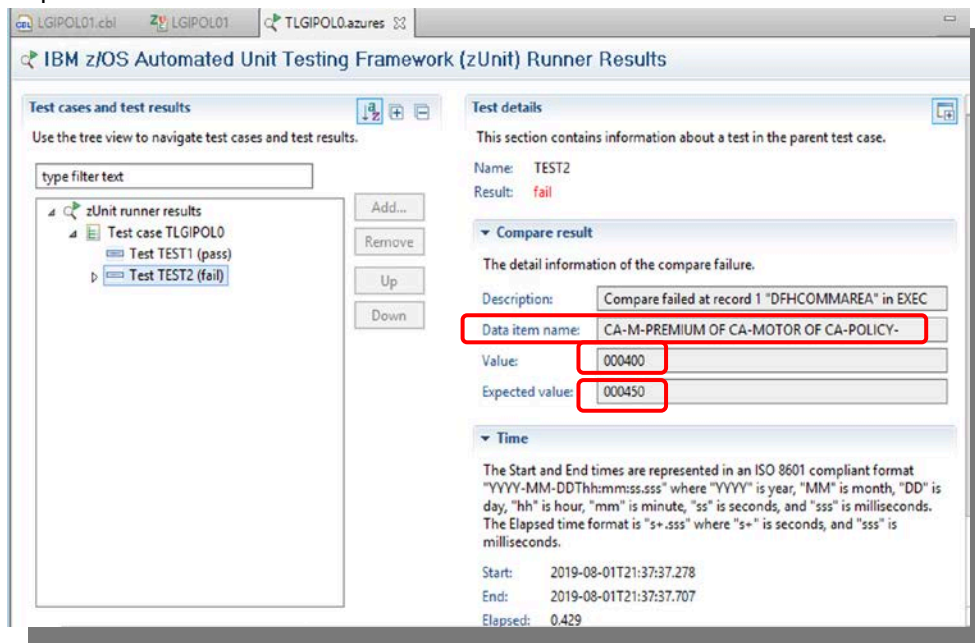 LGIPOL01.cbl LGIPOL01 TLGIPOL0.azures
IBM z/OS Automated Unit Testing Framework (zUnit) Runner Results
Test cases and test results
Use the tree view to navigate test cases and test results.
type filter text
zUnit runner results
Test case TLGIPOL0
Test TEST1 (pass)
Test TEST2 (fail)
Add...
Remove
Up
Down
Test details
This section contains information about a test in the parent test case.
Name: TEST2
Result: fail
Compare result
The detail information of the compare failure.
Description: Compare failed at record 1 "DFHCOMMAREA" in EXEC
Data item name: CA-M-PREMIUM OF CA-MOTOR OF CA-POLICY-
Value: 000400
Expected value: 000450
Time
The Start and End times are represented in an ISO 8601 compliant format
"YYYY-MM-DDThh:mm:ss.sss" where "YYYY" is year, "MM" is month, "DD" is
day, "hh" is hour, "mm" is minute, "ss" is seconds, and "sss" is milliseconds.
The Elapsed time format is "s+.sss" where "s+" is seconds, and "sss" is
milliseconds.
Start: 2019-08-01T21:37:37.278
End: 2019-08-01T21:37:37.707
Elapsed: 0.429